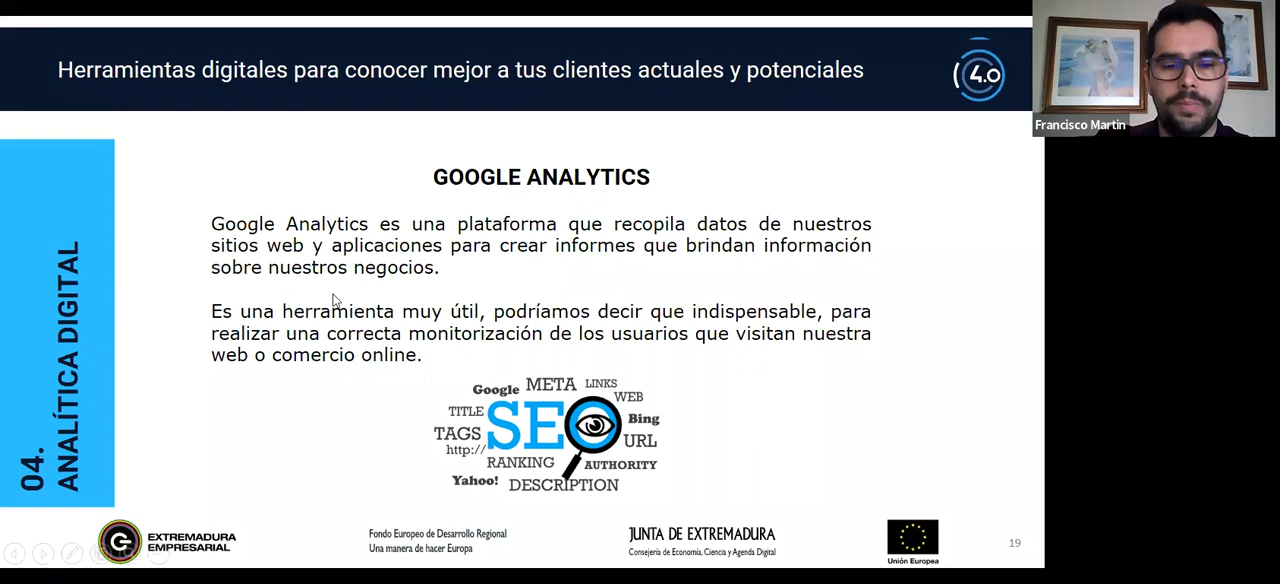 Herramientas digitales para conocer mejor a tus clientes actuales y potenciales
4.0
Francisco Martin
04.
ANALÍTICA DIGITAL
GOOGLE ANALYTICS
Google Analytics es una plataforma que recopila datos de nuestros
sitios web y aplicaciones para crear informes que brindan información
sobre nuestros negocios.
Es una herramienta muy útil, podríamos decir que indispensable, para
realizar una correcta monitorización de los usuarios que visitan nuestra
web o comercio online.
Google META LINKS
WEB
TITLE SEO Bing
TAGS URL
http://
RANKING AUTHORITY
Yahoo! DESCRIPTION
EXTREMADURA
EMPRESARIAL
Fondo Europeo de Desarrollo Regional
Una manera de hacer Europa
JUNTA DE EXTREMADURA
Consejería de Economía, Ciencia y Agenda Digital
Unión Europea
19